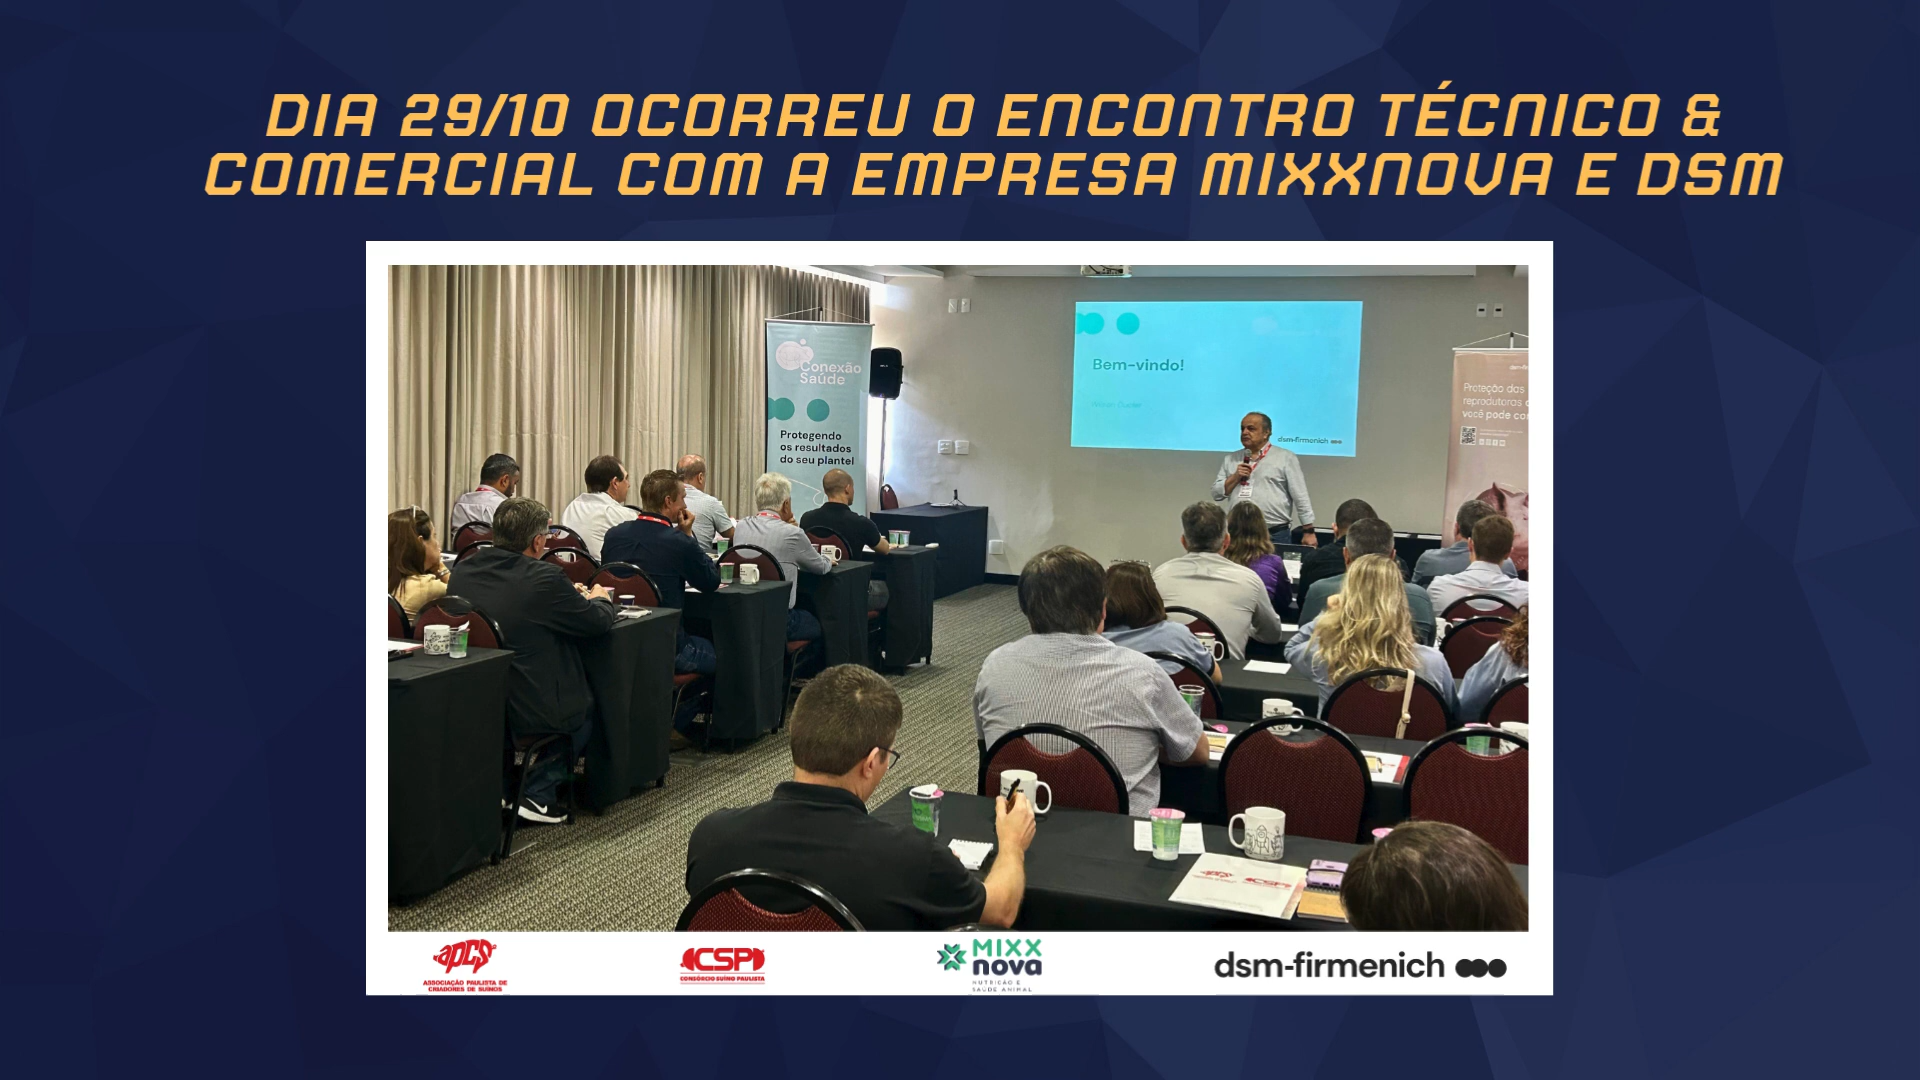 DIA 29/10 OCORREU O ENCONTRO TÉCNICO &
COMERCIAL COM A EMPRESA MIXXNOVA E DSM
Conexão
Saúde
Protegendo
os resultados
do seu plantel
Bem-vindo!
dsm-firmenich
Proteção das
reprodutoras
você pode
apcs
CSP
apcs
ASSOCIAÇÃO PAULISTA DE
CRIADORES DE SUÍNOS
CSP
CONSÓRCIO SUÍNO PAULISTA
MIXX
nova
NUTRIÇÃO E
SAÚDE ANIMAL
dsm-firmenich